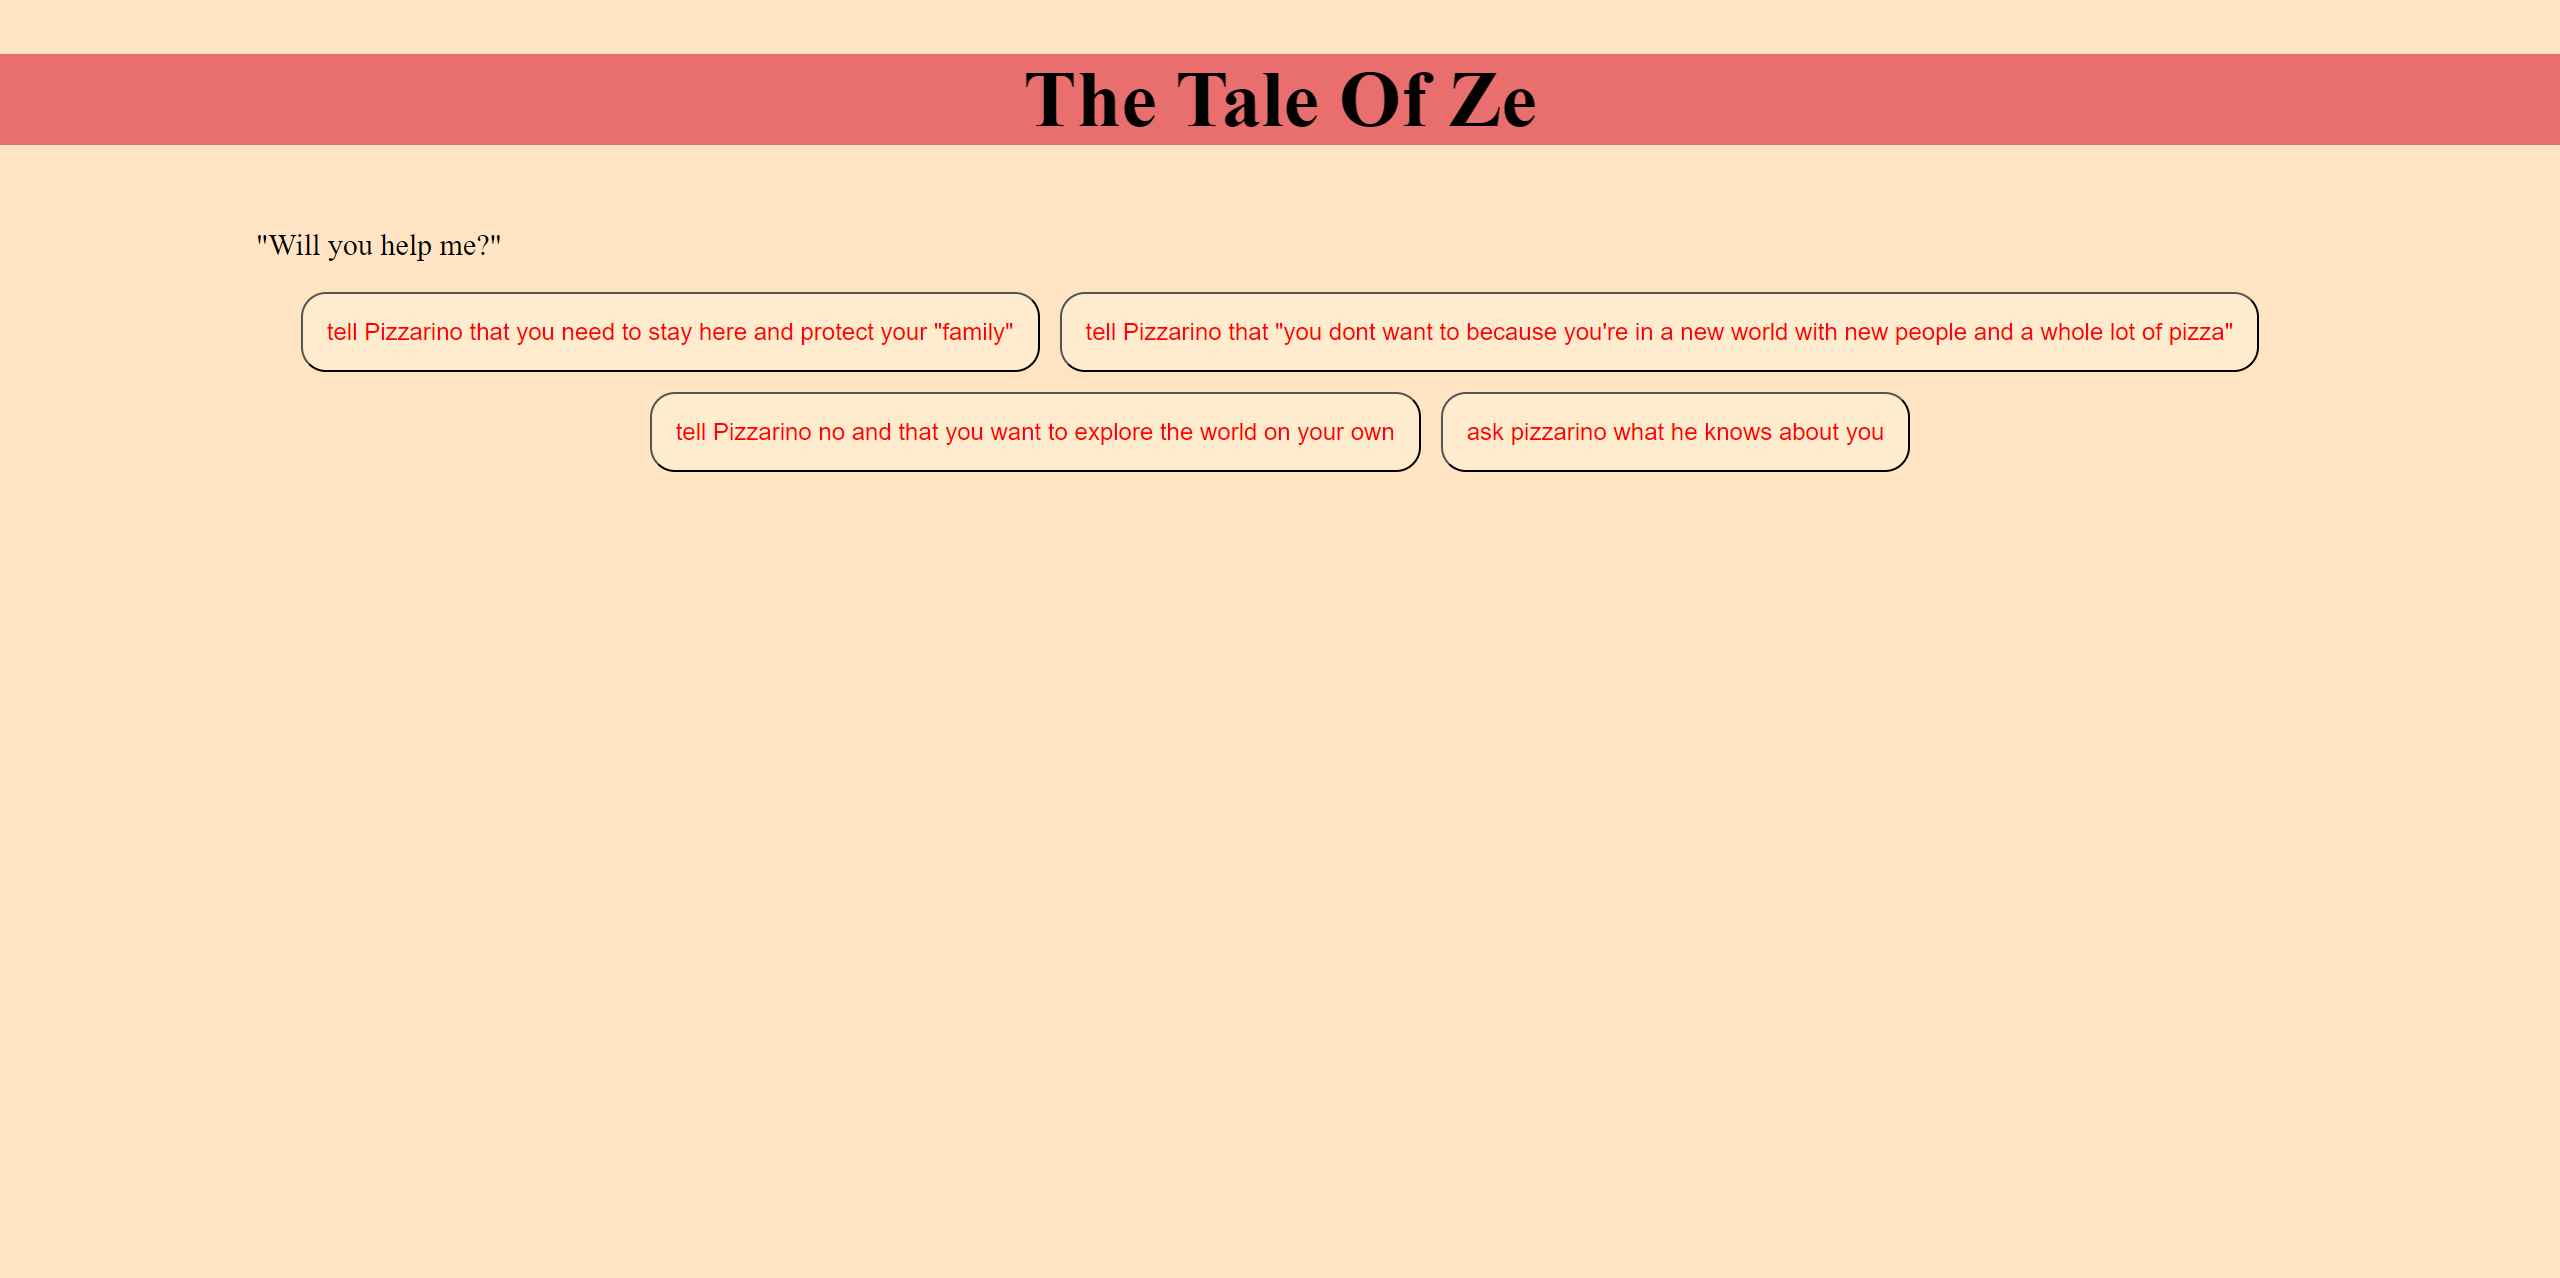 The Tale Of Ze
"Will you help me?"
tell Pizzarino that you need to stay here and protect your "family"
tell Pizzarino that "you dont want to because you're in a new world with new people and a whole lot of pizza"
tell Pizzarino no and that you want to explore the world on your own
ask pizzarino what he knows about you